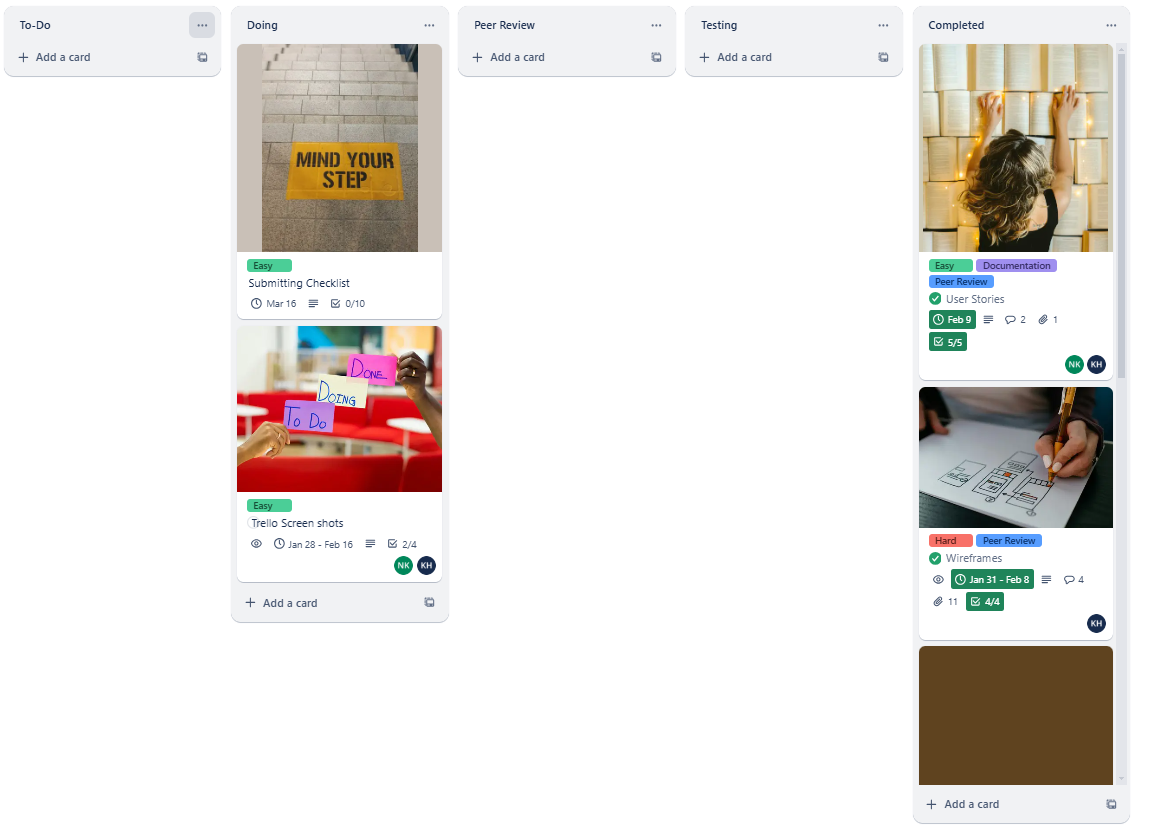 To-Do
Add a card
Doing
MIND YOUR
STEP
Easy
Submitting Checklist
Mar 16 0/10
DONE
DOING
To Do
Easy
Trello Screen shots
Jan 28 - Feb 16 2/4
NK KH
Add a card
Peer Review
Add a card
Testing
Add a card
Completed
Easy Documentation
Peer Review
User Stories
Feb 9 2 1
5/5
NK KH
Hard Peer Review
Wireframes
Jan 31 - Feb 8 4
11 4/4
KH
Add a card